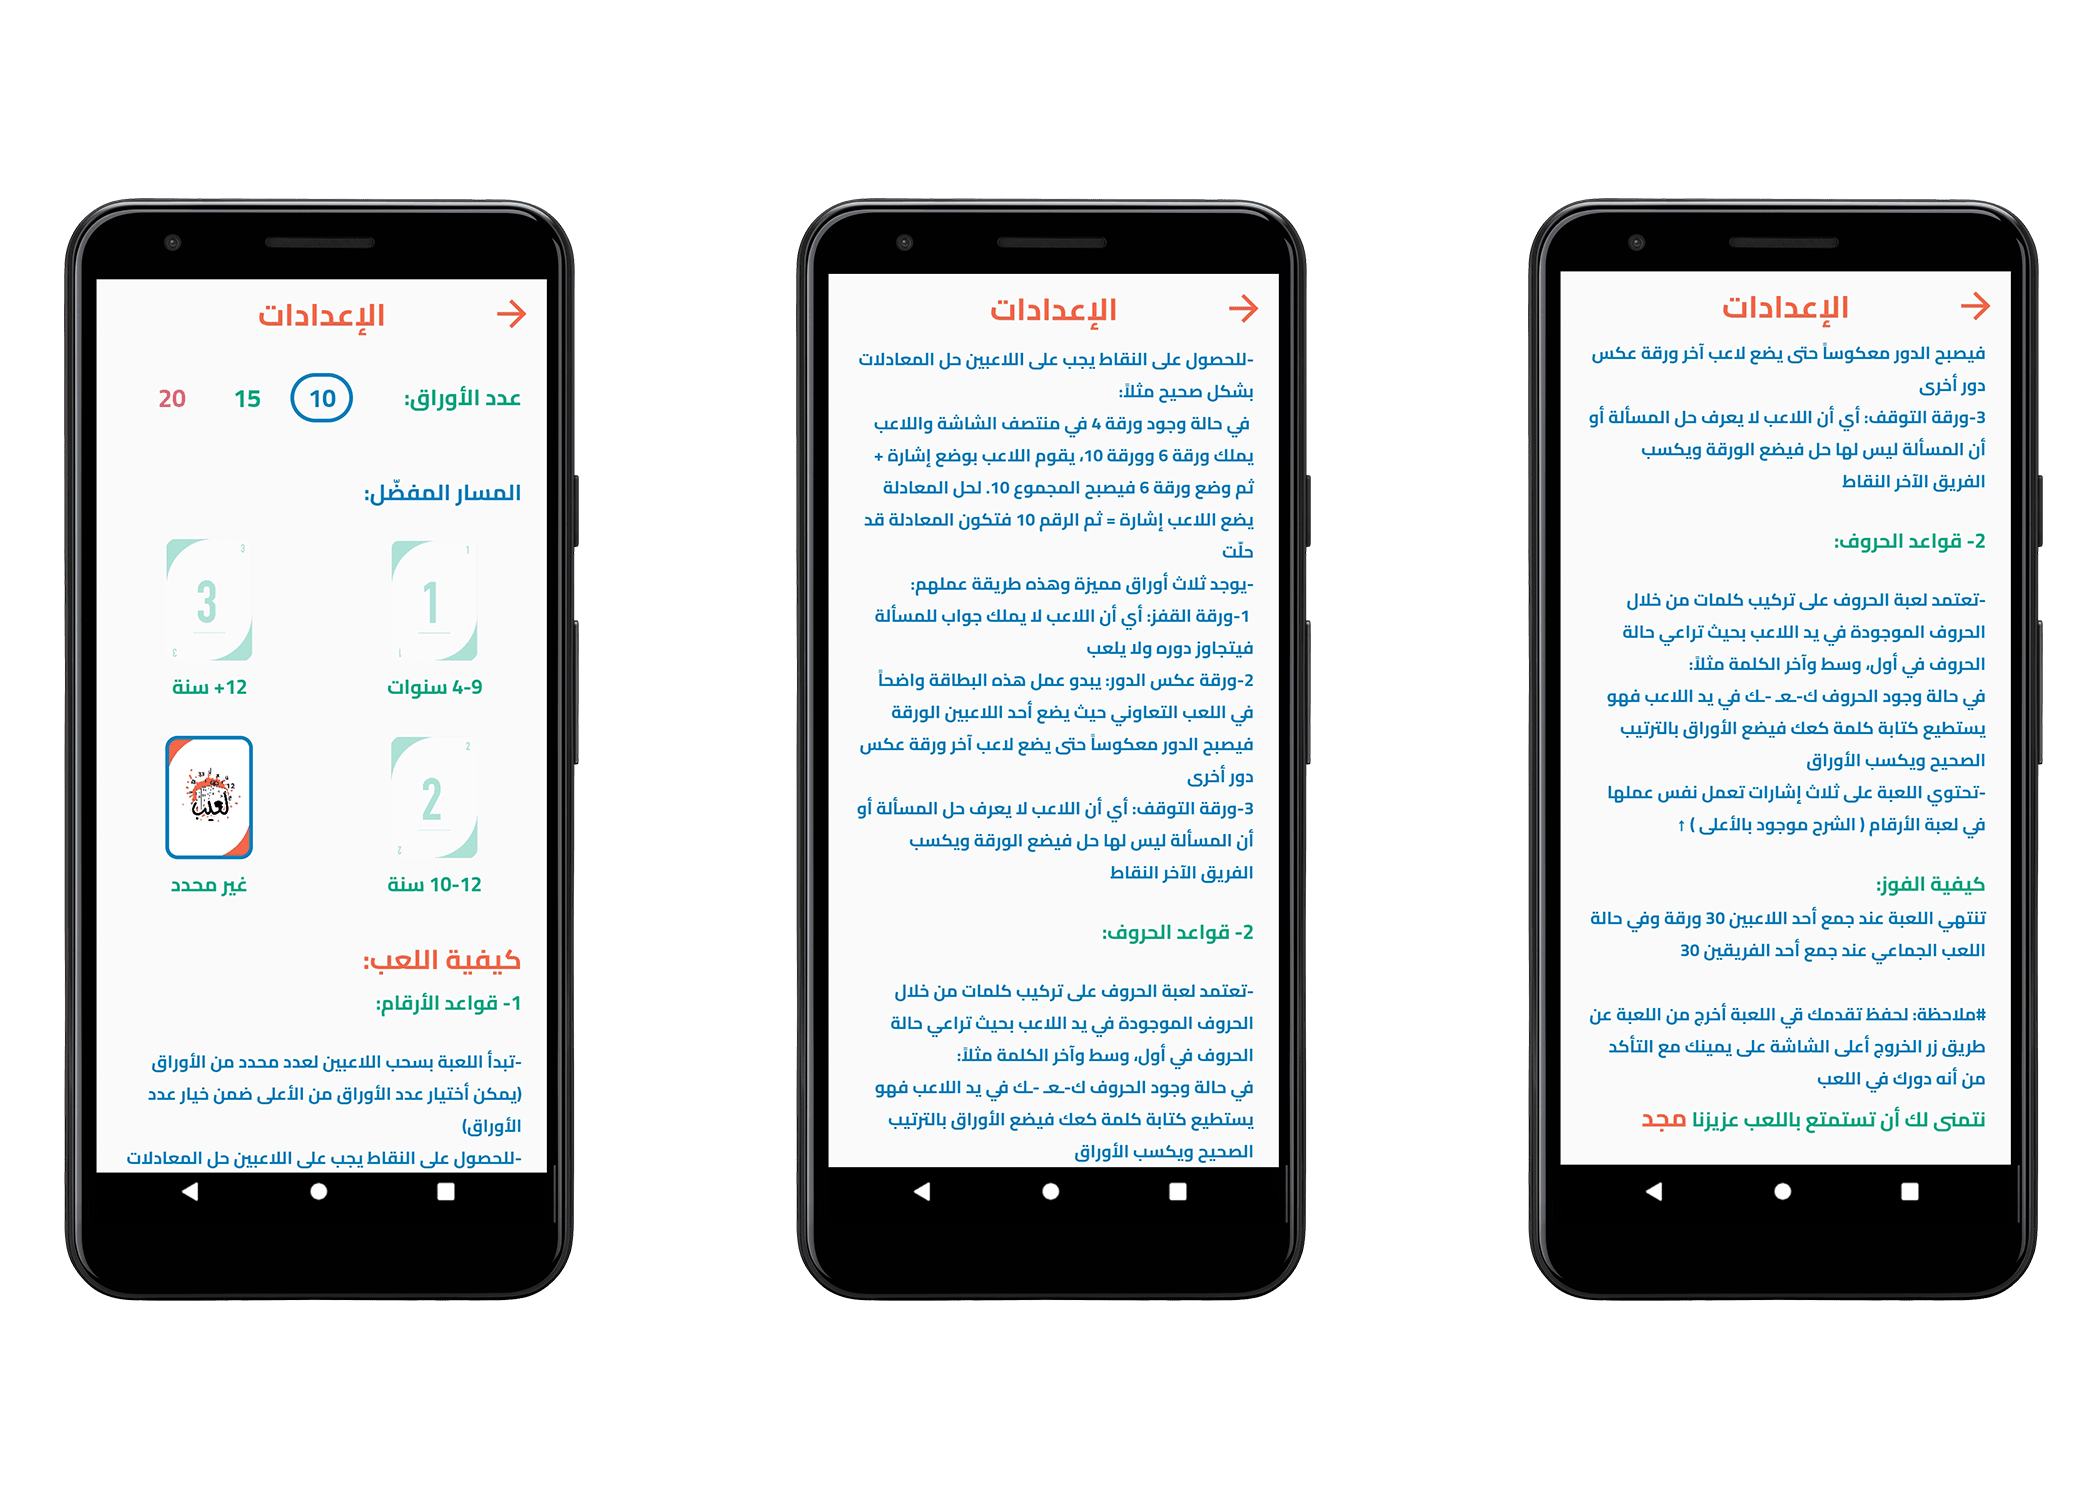 الإعدادات
عدد الأوراق: 10 15 20
المسار المفضّل:
1 3
4-9 سنوات 12+ سنة
2
لعيب
10-12 سنة غير محدد
كيفية اللعب:
1- قواعد الأرقام:
-تبدأ اللعبة بسحب اللاعبين لعدد محدد من الأوراق
(يمكن أختيار عدد الأوراق من الأعلى ضمن خيار عدد
الأوراق)
-للحصول على النقاط يجب على اللاعبين حل المعادلات
الإعدادات
-للحصول على النقاط يجب على اللاعبين حل المعادلات
بشكل صحيح مثلاً:
في حالة وجود ورقة 4 في منتصف الشاشة واللاعب
يملك ورقة 6 وورقة 10، يقوم اللاعب بوضع إشارة +
ثم وضع ورقة 6 فيصبح المجموع 10. لحل المعادلة
يضع اللاعب إشارة = ثم الرقم 10 فتكون المعادلة قد
حلّت
-يوجد ثلاث أوراق مميزة وهذه طريقة عملهم:
1-ورقة القفز: أي أن اللاعب لا يملك جواب للمسألة
فيتجاوز دوره ولا يلعب
2-ورقة عكس الدور: يبدو عمل هذه البطاقة واضحاً
في اللعب التعاوني حيث يضع أحد اللاعبين الورقة
فيصبح الدور معكوساً حتى يضع لاعب آخر ورقة عكس
دور أخرى
3-ورقة التوقف: أي أن اللاعب لا يعرف حل المسألة أو
أن المسألة ليس لها حل فيضع الورقة ويكسب
الفريق الآخر النقاط
2- قواعد الحروف:
-تعتمد لعبة الحروف على تركيب كلمات من خلال
الحروف الموجودة في يد اللاعب بحيث تراعي حالة
الحروف في أول، وسط وآخر الكلمة مثلاً:
في حالة وجود الحروف ك-ـعـ -ـك في يد اللاعب فهو
يستطيع كتابة كلمة كعك فيضع الأوراق بالترتيب
الصحيح ويكسب الأوراق
الإعدادات
فيصبح الدور معكوساً حتى يضع لاعب آخر ورقة عكس
دور أخرى
3-ورقة التوقف: أي أن اللاعب لا يعرف حل المسألة أو
أن المسألة ليس لها حل فيضع الورقة ويكسب
الفريق الآخر النقاط
2- قواعد الحروف:
-تعتمد لعبة الحروف على تركيب كلمات من خلال
الحروف الموجودة في يد اللاعب بحيث تراعي حالة
الحروف في أول، وسط وآخر الكلمة مثلاً:
في حالة وجود الحروف ك-ـعـ -ـك في يد اللاعب فهو
يستطيع كتابة كلمة كعك فيضع الأوراق بالترتيب
الصحيح ويكسب الأوراق
-تحتوي اللعبة على ثلاث إشارات تعمل نفس عملها
في لعبة الأرقام ( الشرح موجود بالأعلى ) ↑
كيفية الفوز:
تنتهي اللعبة عند جمع أحد اللاعبين 30 ورقة وفي حالة
اللعب الجماعي عند جمع أحد الفريقين 30
#ملاحظة: لحفظ تقدمك قي اللعبة أخرج من اللعبة عن
طريق زر الخروج أعلى الشاشة على يمينك مع التأكد
من أنه دورك في اللعب
نتمنى لك أن تستمتع باللعب عزيزنا مجد